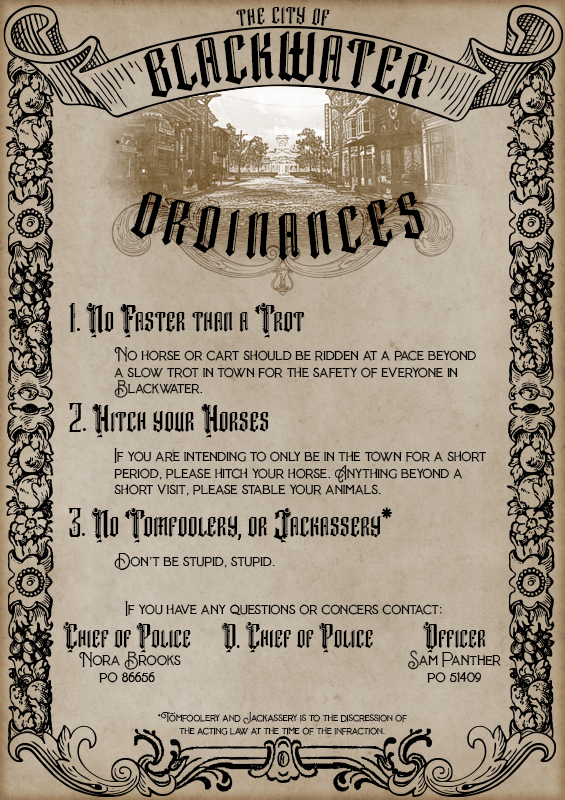 THE CITY OF
BLACKWATER
ORDINANCES
1. No Faster than a Trot
No horse or cart should be ridden at a pace beyond
a slow trot in town for the safety of everyone in
Blackwater.
2. Hitch your Horses
If you are intending to only be in the town for a short
period, please hitch your horse. Anything beyond a
short visit, please stable your animals.
3. No Tomfoolery, or Jackassery*
Don't be stupid, stupid.
If you have any questions or concers contact:
Chief of Police D. Chief of Police Officer
Nora Brooks Sam Panther
PO 86656 PO 51409
*Tomfoolery and Jackassery is to the discression of
the acting law at the time of the infraction.